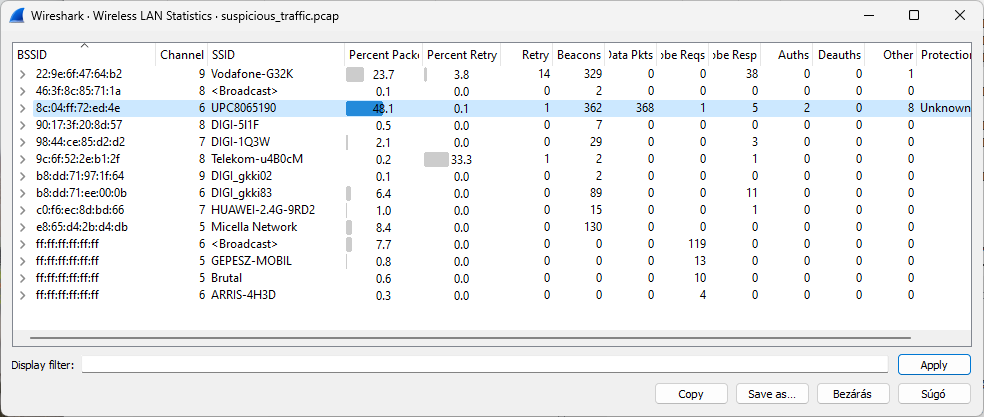 Wireshark · Wireless LAN Statistics · suspicious_traffic.pcap
BSSID Channel SSID Percent Packe Percent Retry Retry Beacons Data Pkts obe Reqs obe Resp Auths Deauths Other Protection
22:9e:6f:47:64:b2 9 Vodafone-G32K 23.7 3.8 14 329 0 0 38 0 0 1
46:3f:8c:85:71:1a 8 <Broadcast> 0.1 0.0 0 2 0 0 0 0 0 0
8c:04:ff:72:ed:4e 6 UPC8065190 48.1 0.1 1 362 368 1 5 2 0 8 Unknown
90:17:3f:20:8d:57 8 DIGI-5I1F 0.5 0.0 0 7 0 0 0 0 0 0
98:44:ce:85:d2:d2 7 DIGI-1Q3W 2.1 0.0 0 29 0 0 3 0 0 0
9c:6f:52:2e:b1:2f 8 Telekom-u4B0cM 0.2 33.3 1 2 0 0 1 0 0 0
b8:dd:71:97:1f:64 9 DIGI_gkki02 0.1 0.0 0 2 0 0 0 0 0 0
b8:dd:71:ee:00:0b 6 DIGI_gkki83 6.4 0.0 0 89 0 0 11 0 0 0
c0:f6:ec:8d:bd:66 7 HUAWEI-2.4G-9RD2 1.0 0.0 0 15 0 0 1 0 0 0
e8:65:d4:2b:d4:db 5 Micella Network 8.4 0.0 0 130 0 0 0 0 0 0
ff:ff:ff:ff:ff:ff 6 <Broadcast> 7.7 0.0 0 0 0 119 0 0 0 0
ff:ff:ff:ff:ff:ff 5 GEPESZ-MOBIL 0.8 0.0 0 0 0 13 0 0 0 0
ff:ff:ff:ff:ff:ff 5 Brutal 0.6 0.0 0 0 0 10 0 0 0 0
ff:ff:ff:ff:ff:ff 6 ARRIS-4H3D 0.3 0.0 0 0 0 4 0 0 0 0
Display filter: Apply
Copy Save as... Bezárás Súgó